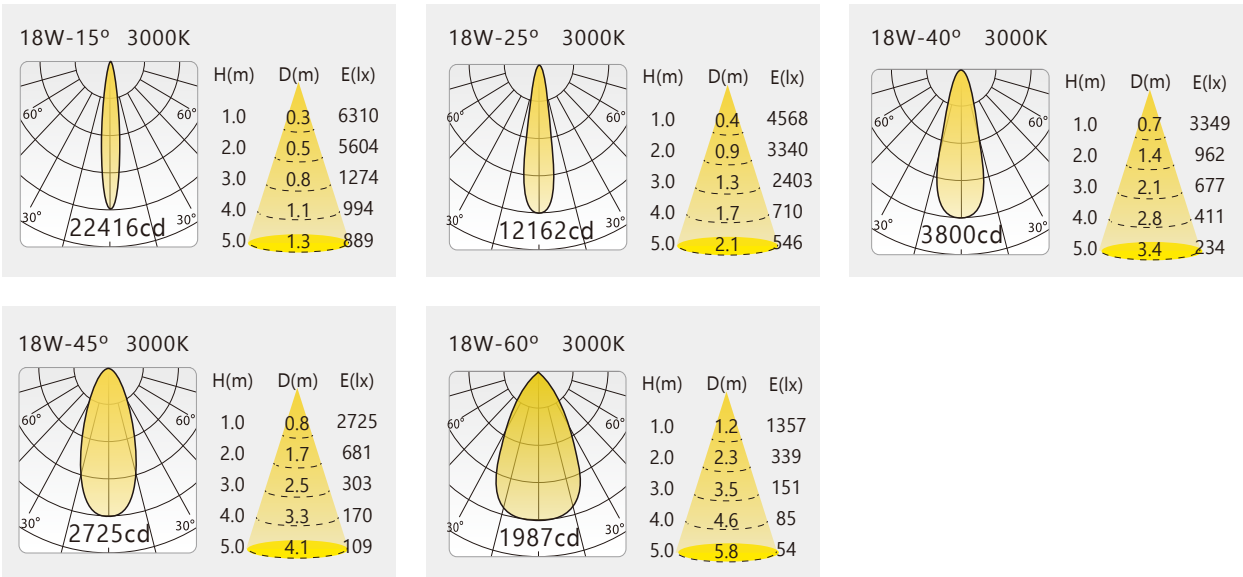 18W-15º 3000K
H(m) D(m) E(lx)
1.0 0.3 6310
2.0 0.5 5604
3.0 0.8 1274
4.0 1.1 994
5.0 1.3 889
60° 60°
30° 30°
22416cd
18W-25º 3000K
H(m) D(m) E(lx)
1.0 0.4 4568
2.0 0.9 3340
3.0 1.3 2403
4.0 1.7 710
5.0 2.1 546
60° 60°
30° 30°
12162cd
18W-40º 3000K
H(m) D(m) E(lx)
1.0 0.7 3349
2.0 1.4 962
3.0 2.1 677
4.0 2.8 411
5.0 3.4 234
60° 60°
30° 30°
3800cd
18W-45º 3000K
H(m) D(m) E(lx)
1.0 0.8 2725
2.0 1.7 681
3.0 2.5 303
4.0 3.3 170
5.0 4.1 109
60° 60°
30° 30°
2725cd
18W-60º 3000K
H(m) D(m) E(lx)
1.0 1.2 1357
2.0 2.3 339
3.0 3.5 151
4.0 4.6 85
5.0 5.8 54
60° 60°
30° 30°
1987cd